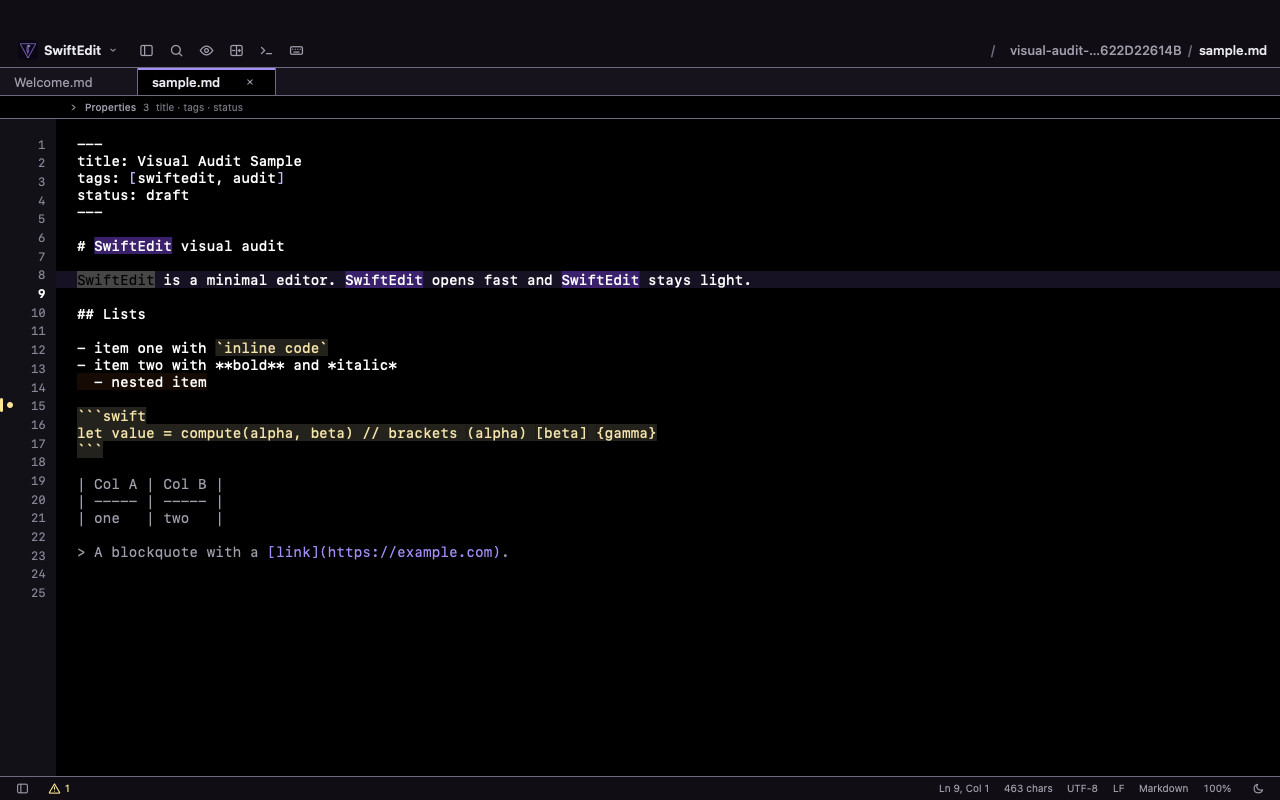 SwiftEdit
/ visual-audit-...622D22614B / sample.md
Welcome.md
sample.md ×
> Properties 3 title · tags · status
1 ---
2 title: Visual Audit Sample
3 tags: [swiftedit, audit]
4 status: draft
5 ---
6
7 # SwiftEdit visual audit
8
9 SwiftEdit is a minimal editor. SwiftEdit opens fast and SwiftEdit stays light.
10
11 ## Lists
12
13 - item one with `inline code`
14 - item two with **bold** and *italic*
15   - nested item
16
17 ```swift
18 let value = compute(alpha, beta) // brackets (alpha) [beta] {gamma}
19 ```
20
21 | Col A | Col B |
22 | ----- | ----- |
23 | one   | two   |
24
25 > A blockquote with a [link](https://example.com).
1
Ln 9, Col 1 463 chars UTF-8 LF Markdown 100%